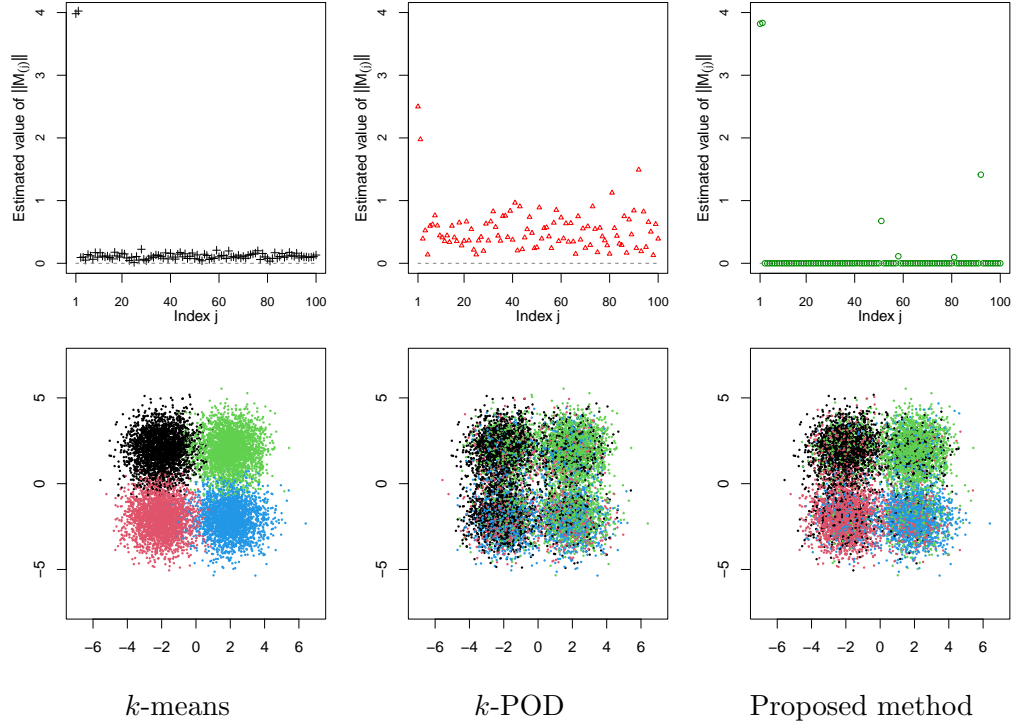 Estimated value of ||M(j)||
0 1 2 3 4
1 20 40 60 80 100
Index j
Estimated value of ||M(j)||
0 1 2 3 4
1 20 40 60 80 100
Index j
Estimated value of ||M(j)||
0 1 2 3 4
1 20 40 60 80 100
Index j
−5 0 5
−6 −4 −2 0 2 4 6
−5 0 5
−6 −4 −2 0 2 4 6
−5 0 5
−6 −4 −2 0 2 4 6
k-means
k-POD
Proposed method